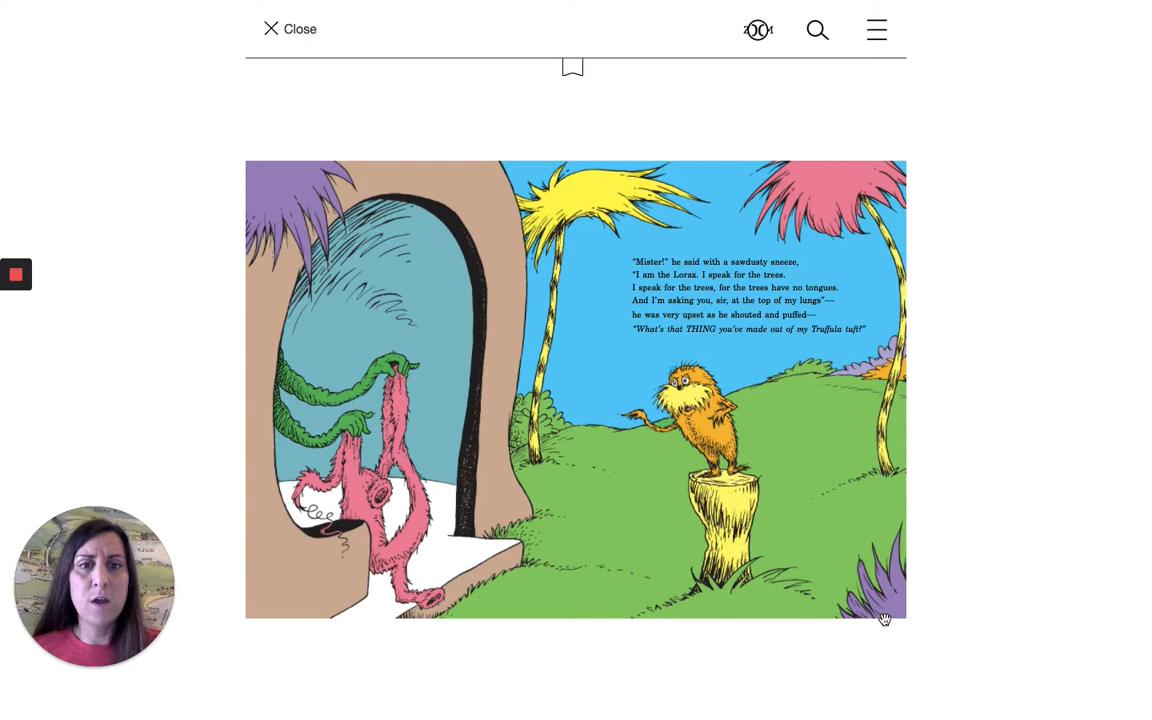 Close
“Mister!” he said with a sawdusty sneeze,
“I am the Lorax. I speak for the trees.
I speak for the trees, for the trees have no tongues.
And I’m asking you, sir, at the top of my lungs”—
he was very upset as he shouted and puffed—
“What’s that THING you’ve made out of my Truffula tuft?”